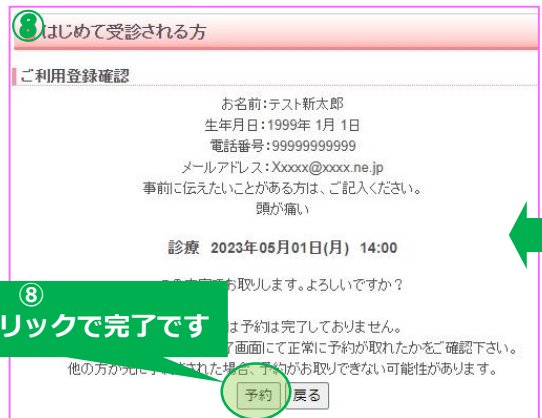 ⑧はじめて受診される方
ご利用登録確認
お名前:テスト新太郎
生年月日:1999年 1月 1日
電話番号:99999999999
メールアドレス:Xxxxx@xxxx.ne.jp
事前に伝えたいことがある方は、ご記入ください。
頭が痛い
診療 2023年05月01日(月) 14:00
お取りします。よろしいですか?
⑧
リックで完了です
は予約は完了しておりません。
了画面にて正常に予約が取れたかをご確認下さい。
他の方が先に予約された場合、予約がお取りできない可能性があります。
予約 戻る